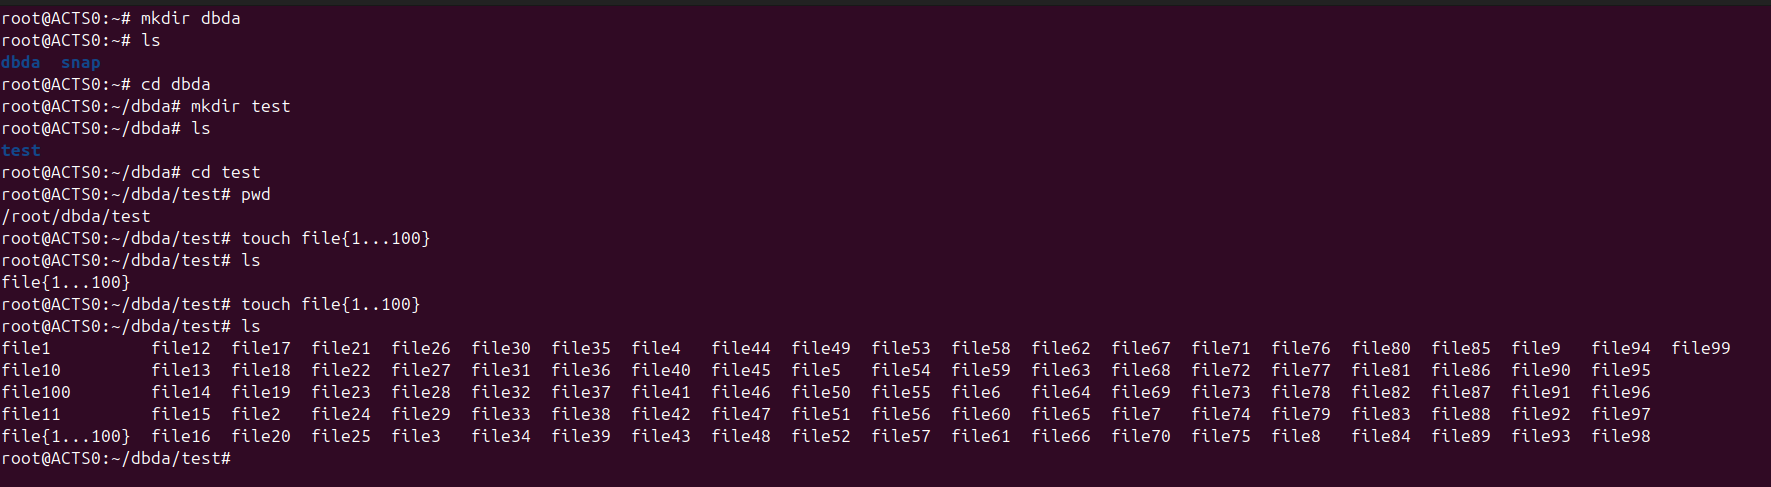 root@ACTS0:~# mkdir dbda
root@ACTS0:~# ls
dbda  snap
root@ACTS0:~# cd dbda
root@ACTS0:~/dbda# mkdir test
root@ACTS0:~/dbda# ls
test
root@ACTS0:~/dbda# cd test
root@ACTS0:~/dbda/test# pwd
/root/dbda/test
root@ACTS0:~/dbda/test# touch file{1...100}
root@ACTS0:~/dbda/test# ls
file{1...100}
root@ACTS0:~/dbda/test# touch file{1..100}
root@ACTS0:~/dbda/test# ls
file1          file12  file17  file21  file26  file30  file35  file4   file44  file49  file53  file58  file62  file67  file71  file76  file80  file85  file9   file94  file99
file10         file13  file18  file22  file27  file31  file36  file40  file45  file5   file54  file59  file63  file68  file72  file77  file81  file86  file90  file95
file100        file14  file19  file23  file28  file32  file37  file41  file46  file50  file55  file6   file64  file69  file73  file78  file82  file87  file91  file96
file11         file15  file2   file24  file29  file33  file38  file42  file47  file51  file56  file60  file65  file7   file74  file79  file83  file88  file92  file97
file{1...100}  file16  file20  file25  file3   file34  file39  file43  file48  file52  file57  file61  file66  file70  file75  file8   file84  file89  file93  file98
root@ACTS0:~/dbda/test#